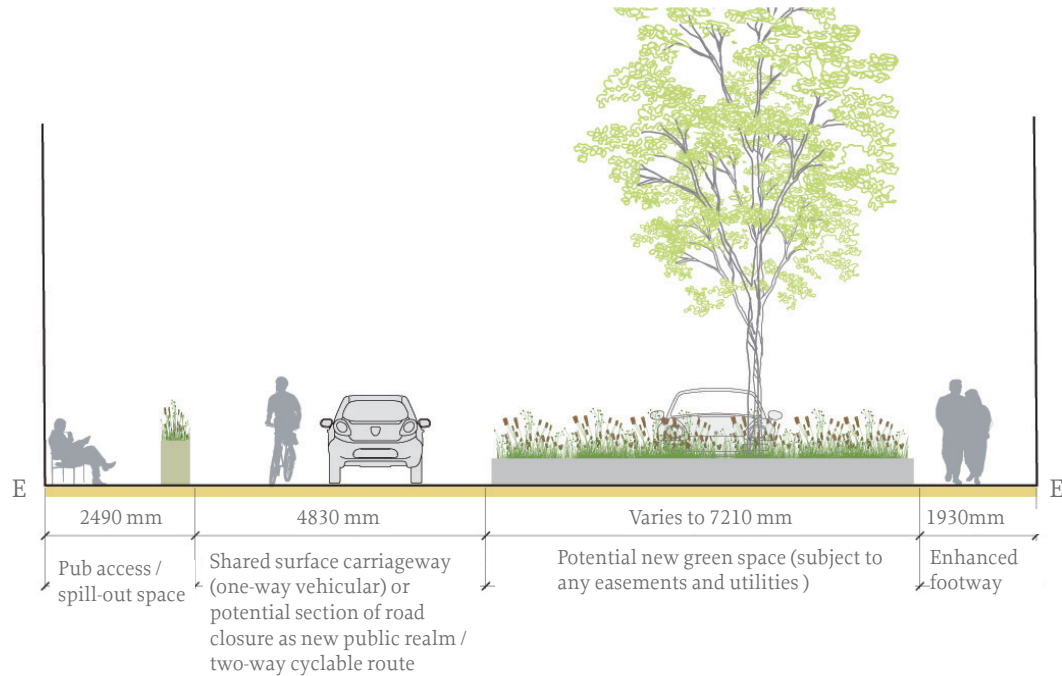 E
E
2490 mm
4830 mm
Varies to 7210 mm
1930mm
Pub access /
spill-out space
Shared surface carriageway
(one-way vehicular) or
potential section of road
closure as new public realm /
two-way cyclable route
Potential new green space (subject to
any easements and utilities )
Enhanced
footway